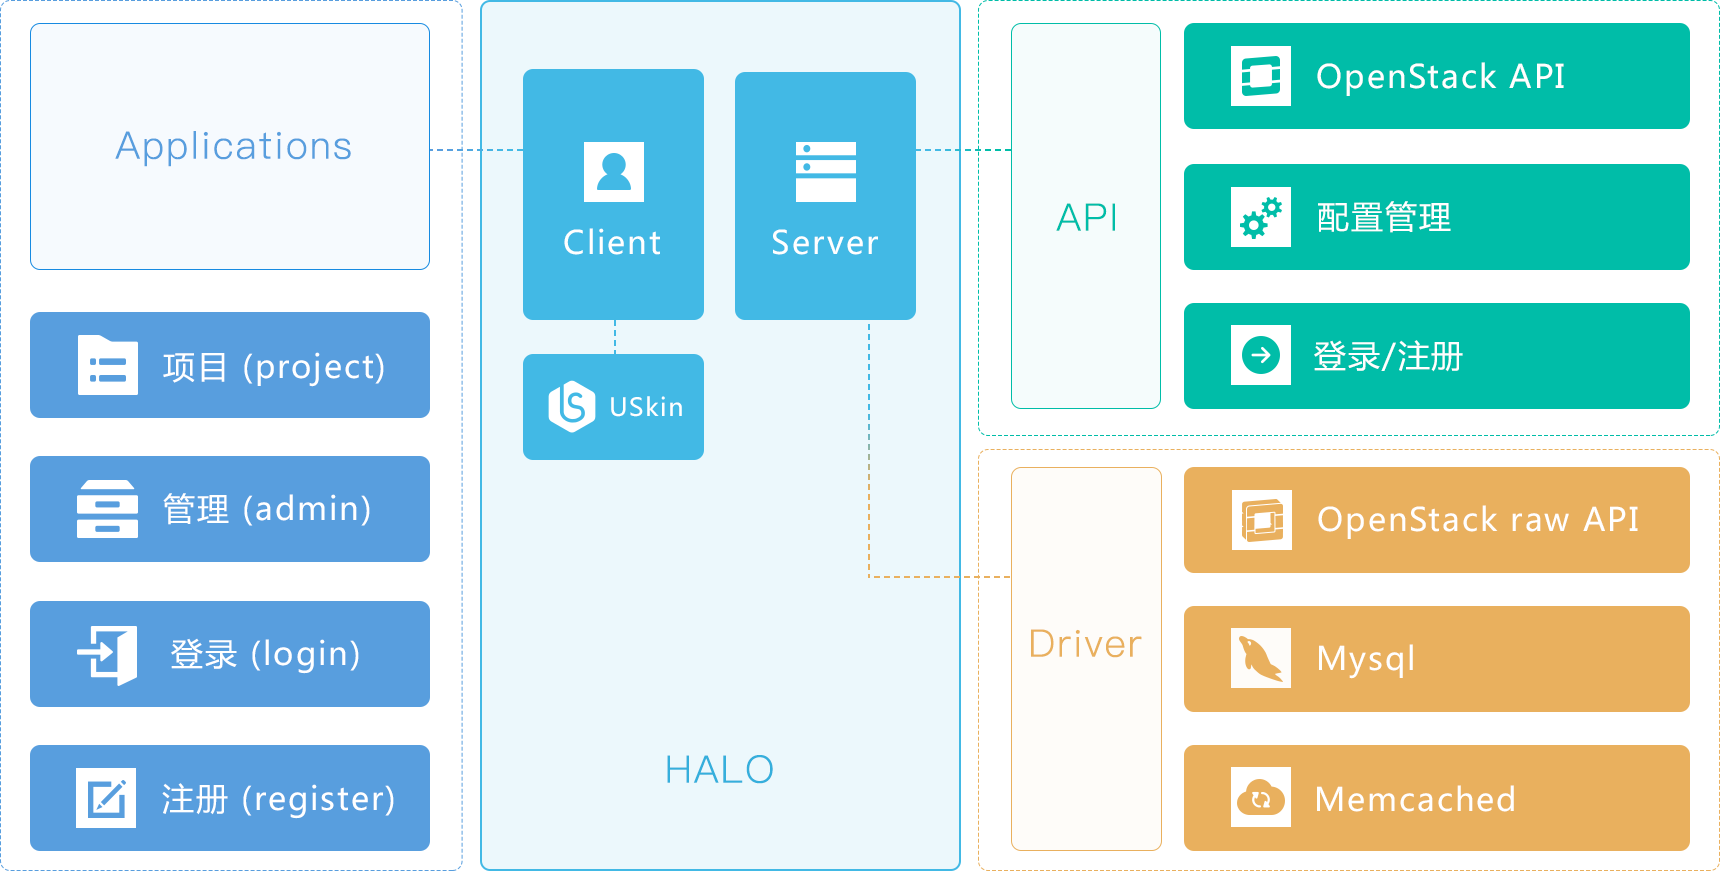 Applications
项目 (project)
管理 (admin)
登录 (login)
注册 (register)
Client
Server
USkin
HALO
API
OpenStack API
配置管理
登录/注册
Driver
OpenStack raw API
Mysql
Memcached